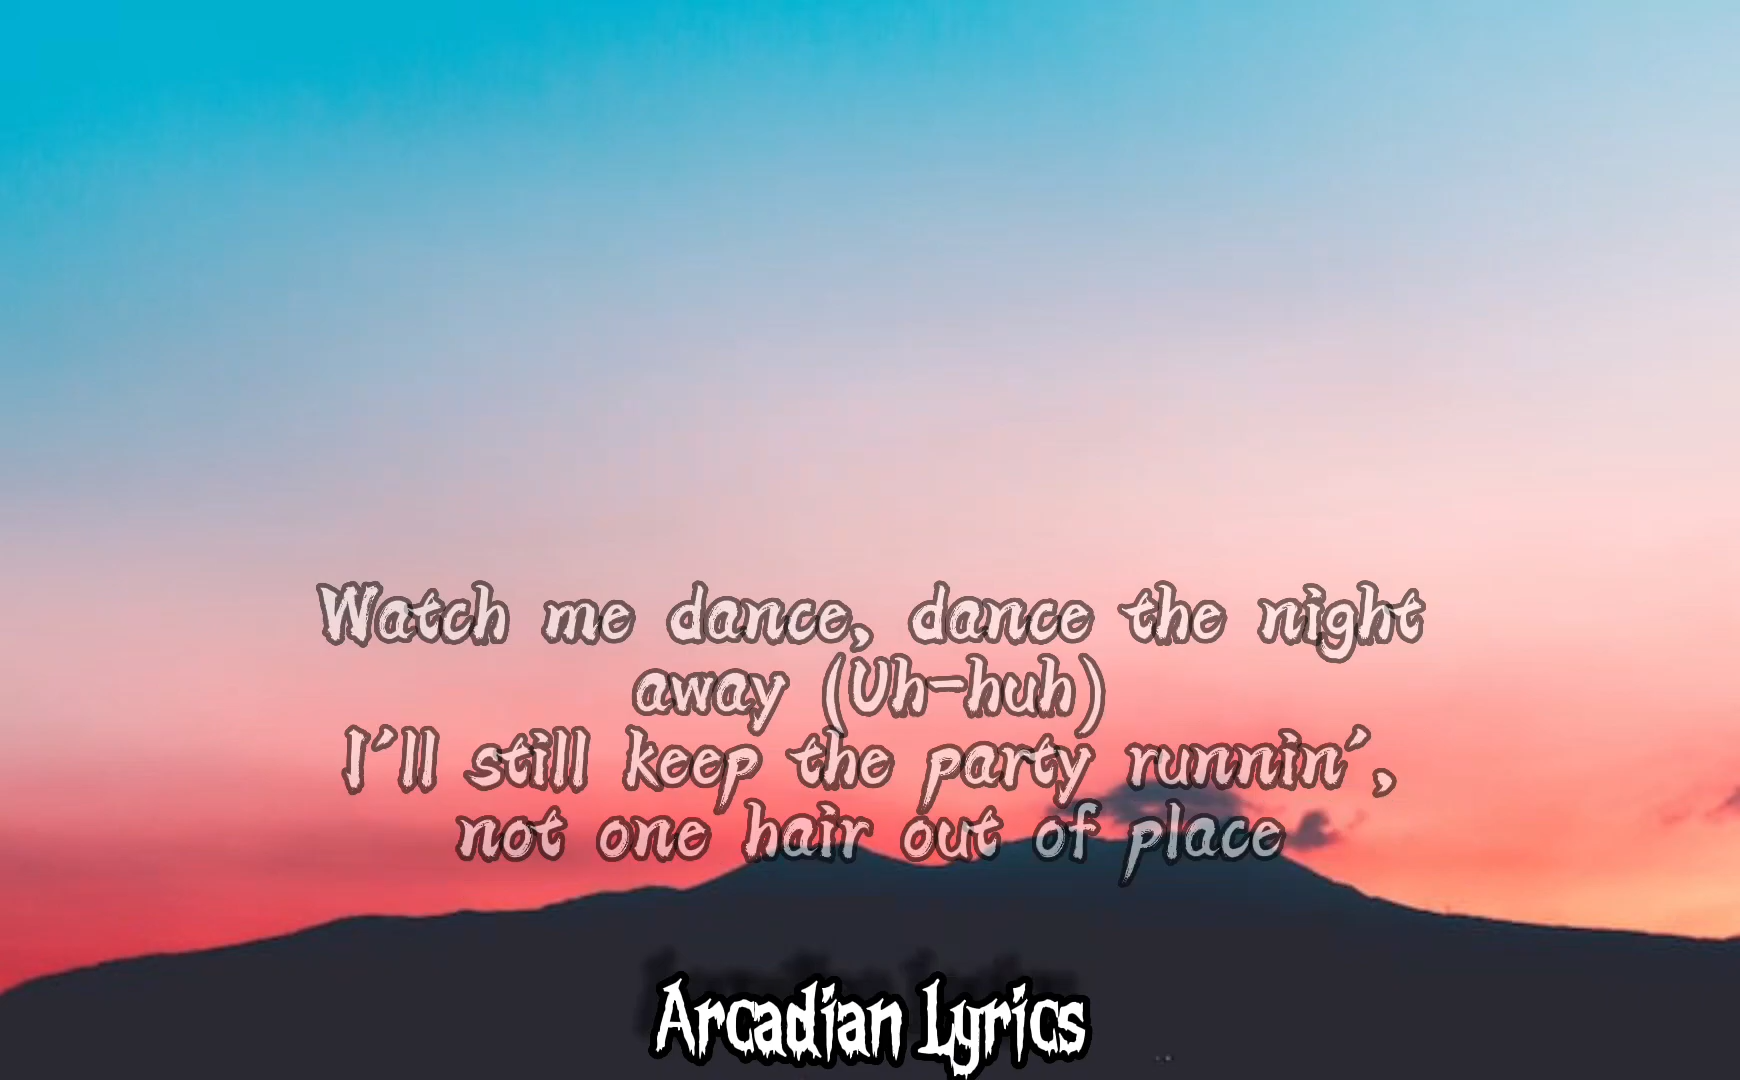 Watch me dance, dance the night
away (Uh-huh)
I'll still keep the party runnin',
not one hair out of place
Arcadian Lyrics